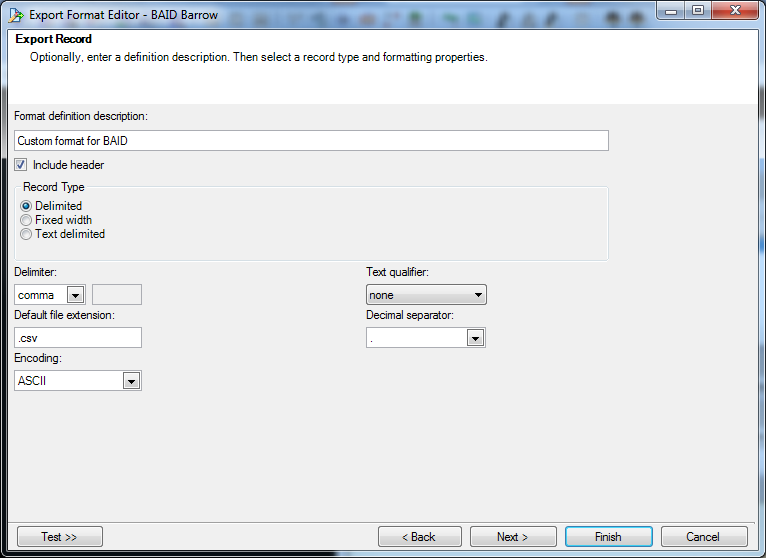 Export Format Editor - BAID Barrow
Export Record
Optionally, enter a definition description. Then select a record type and formatting properties.
Format definition description:
Custom format for BAID
Include header
Record Type
Delimited
Fixed width
Text delimited
Delimiter:
Text qualifier:
comma
none
Default file extension:
Decimal separator:
.csv
.
Encoding:
ASCII
Test >>
< Back
Next >
Finish
Cancel